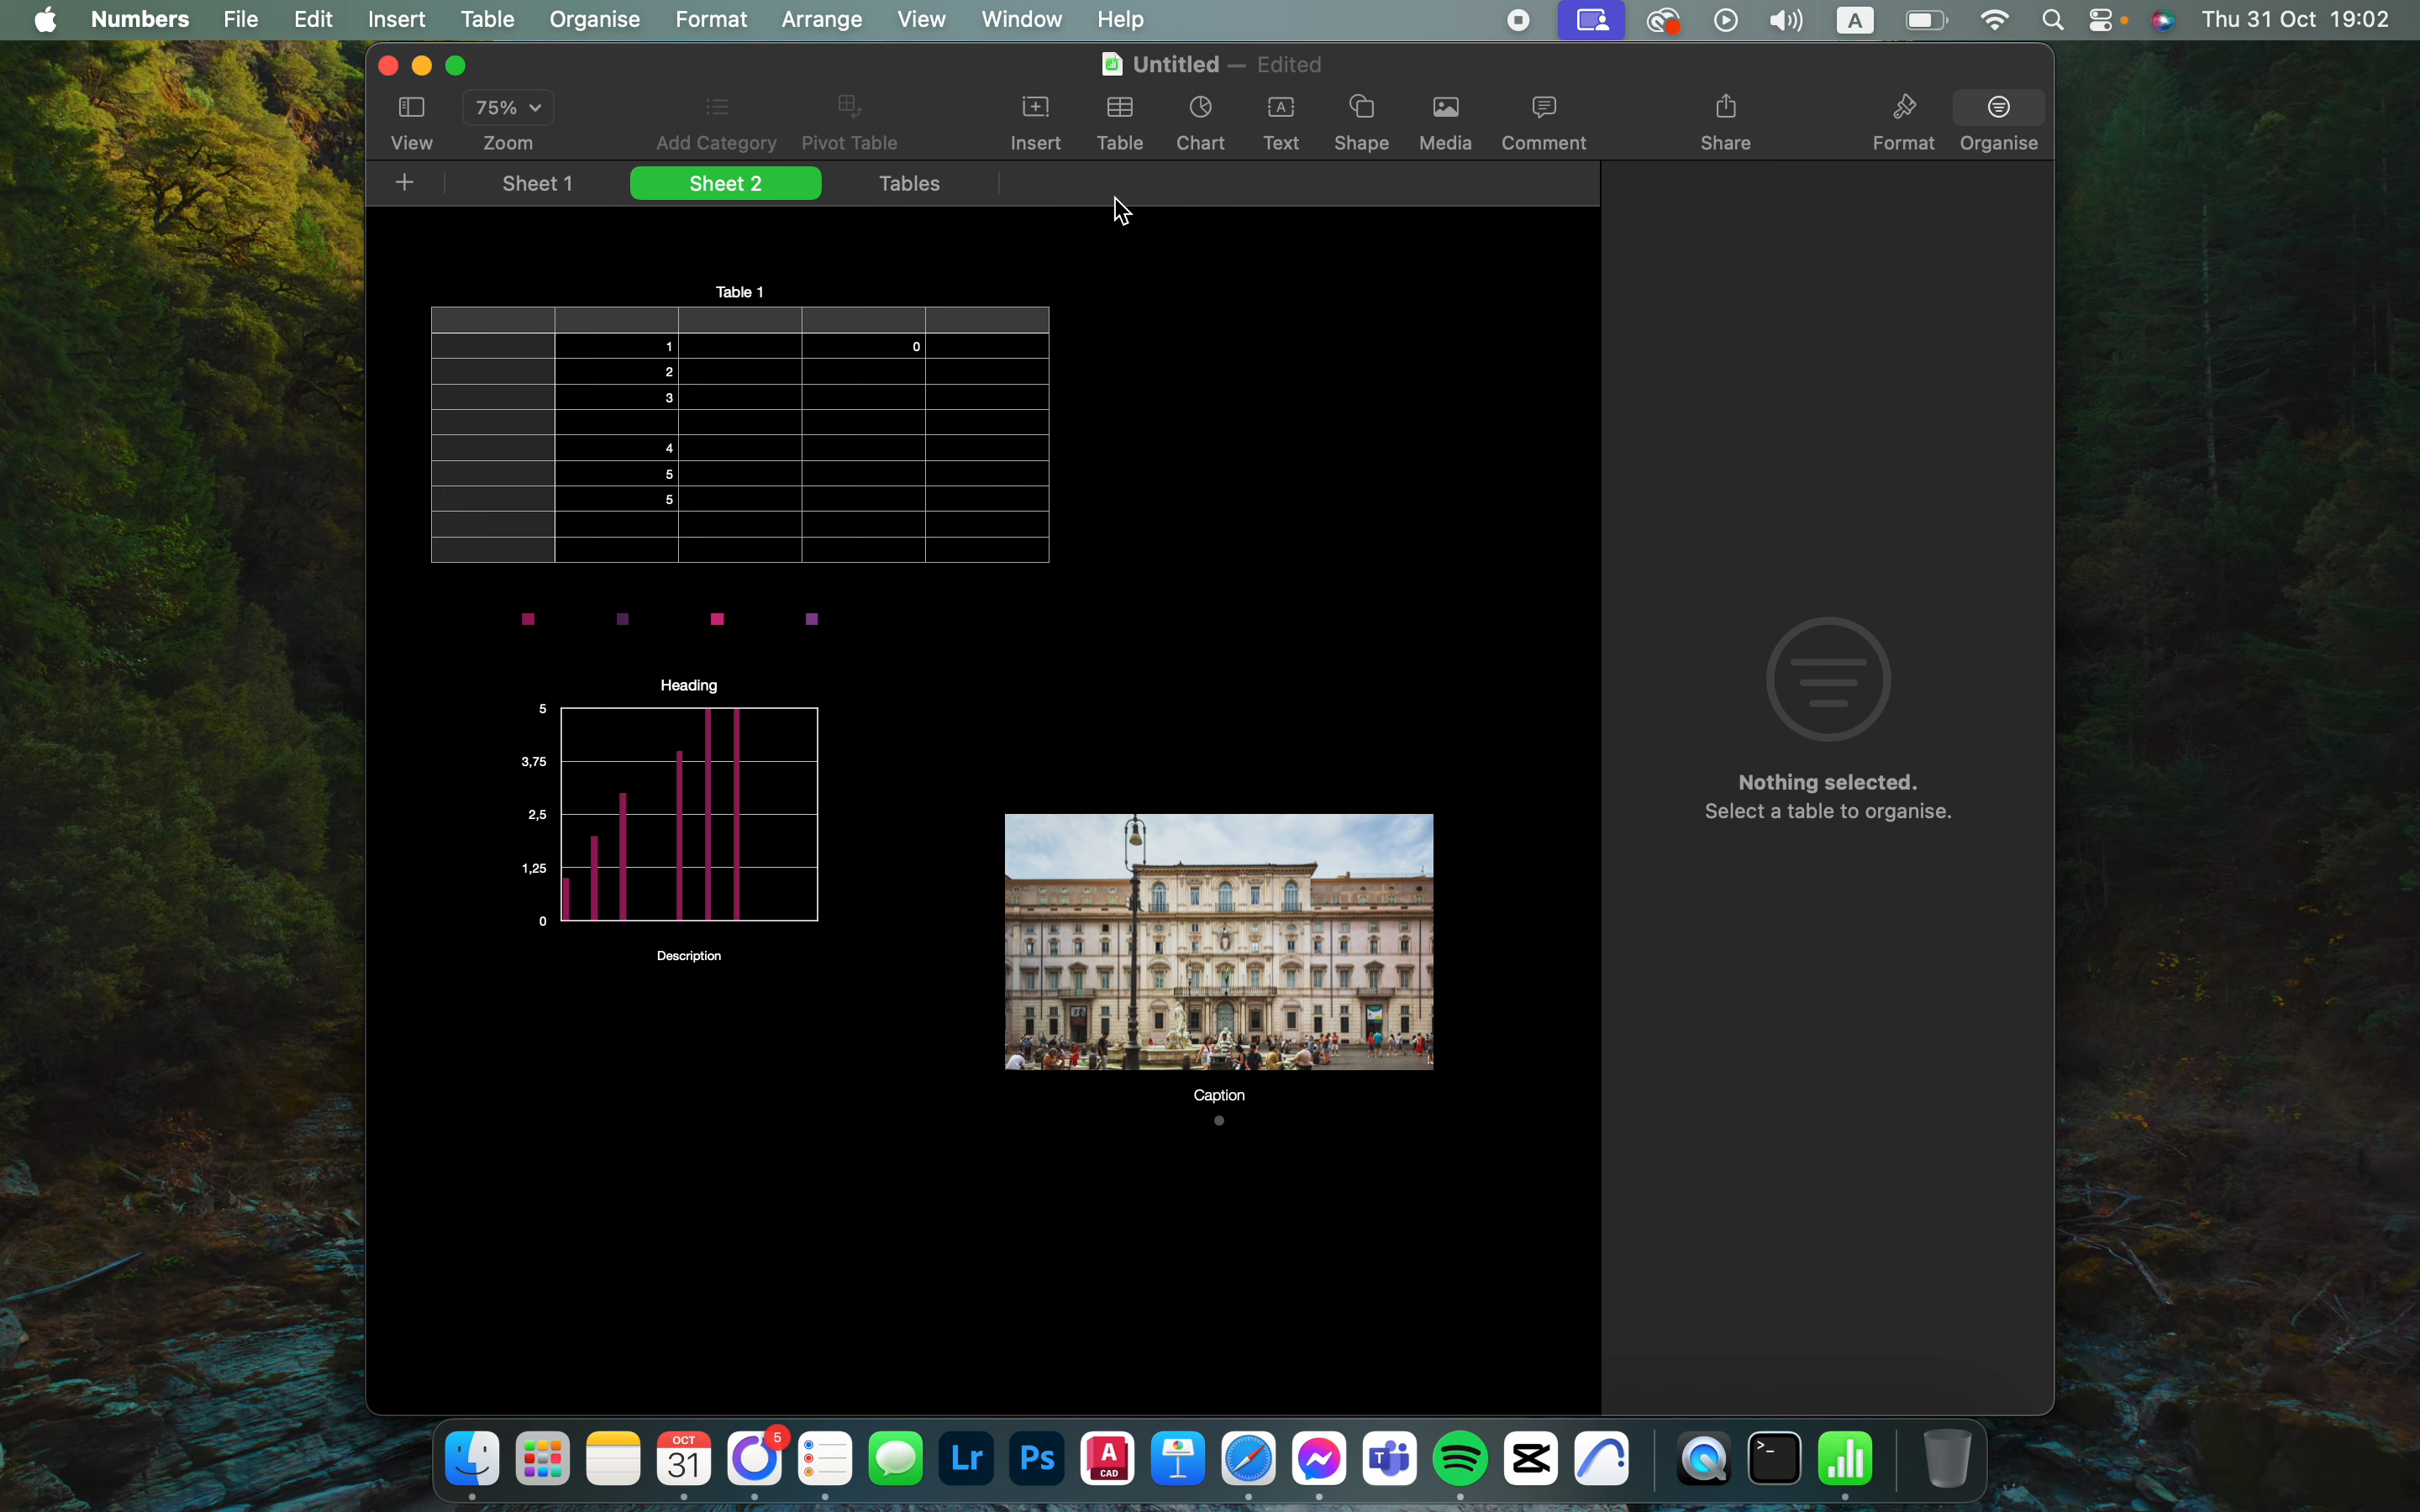 Numbers File Edit Insert Table Organise Format Arrange View Window Help A Thu 31 Oct 19:02
Untitled — Edited
75%
View Zoom Add Category Pivot Table Insert Table Chart Text Shape Media Comment Share Format Organise
+ Sheet 1 Sheet 2 Tables
Table 1
1 0
2
3
4
5
5
Heading
5
3,75
2,5
1,25
0
Description
Nothing selected.
Select a table to organise.
Caption
OCT
31
5
Lr
Ps
A
CAD
T
>_